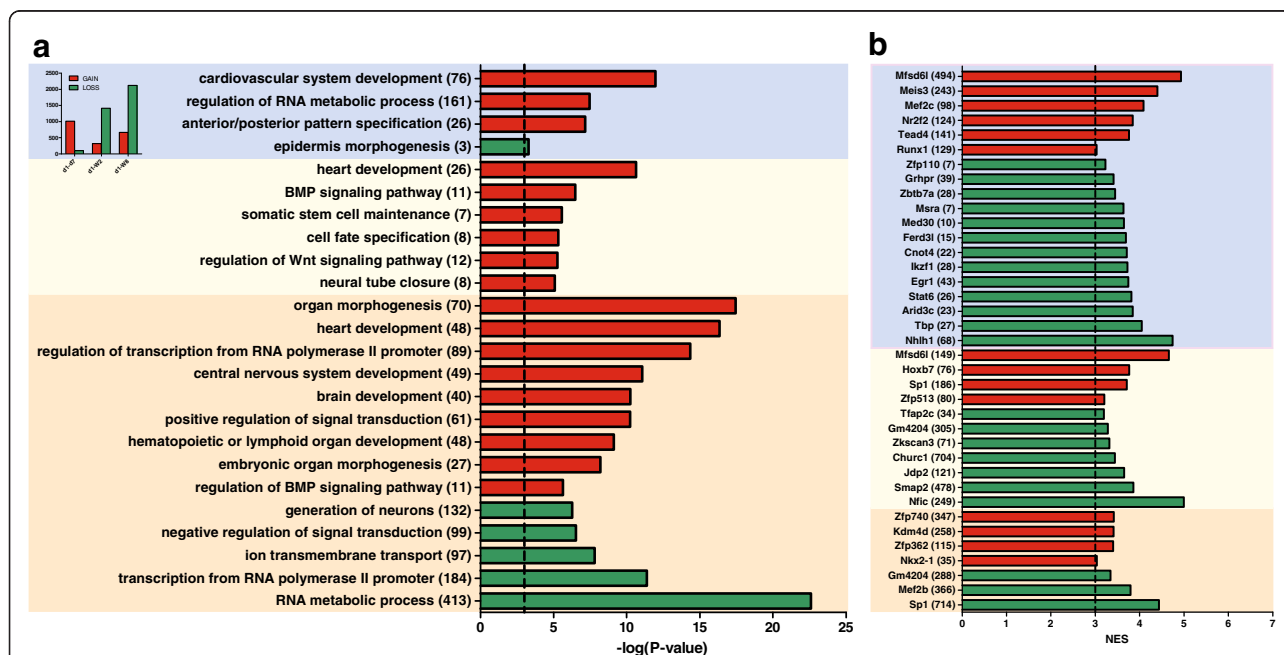 a
2500
2000
1500
1000
500
0
GAIN
LOSS
d1-d7
d1-W2
d1-W8
cardiovascular system development (76)
regulation of RNA metabolic process (161)
anterior/posterior pattern specification (26)
epidermis morphogenesis (3)
heart development (26)
BMP signaling pathway (11)
somatic stem cell maintenance (7)
cell fate specification (8)
regulation of Wnt signaling pathway (12)
neural tube closure (8)
organ morphogenesis (70)
heart development (48)
regulation of transcription from RNA polymerase II promoter (89)
central nervous system development (49)
brain development (40)
positive regulation of signal transduction (61)
hematopoietic or lymphoid organ development (48)
embryonic organ morphogenesis (27)
regulation of BMP signaling pathway (11)
generation of neurons (132)
negative regulation of signal transduction (99)
ion transmembrane transport (97)
transcription from RNA polymerase II promoter (184)
RNA metabolic process (413)
0 5 10 15 20 25
-log(P-value)
b
Mfsd6l (494)
Meis3 (243)
Mef2c (98)
Nr2f2 (124)
Tead4 (141)
Runx1 (129)
Zfp110 (7)
Grhpr (39)
Zbtb7a (28)
Msra (7)
Med30 (10)
Ferd3l (15)
Cnot4 (22)
Ikzf1 (28)
Egr1 (43)
Stat6 (26)
Arid3c (23)
Tbp (27)
Nhlh1 (68)
Mfsd6l (149)
Hoxb7 (76)
Sp1 (186)
Zfp513 (80)
Tfap2c (34)
Gm4204 (305)
Zkscan3 (71)
Churc1 (704)
Jdp2 (121)
Smap2 (478)
Nfic (249)
Zfp740 (347)
Kdm4d (258)
Zfp362 (115)
Nkx2-1 (35)
Gm4204 (288)
Mef2b (366)
Sp1 (714)
0 1 2 3 4 5 6 7
NES